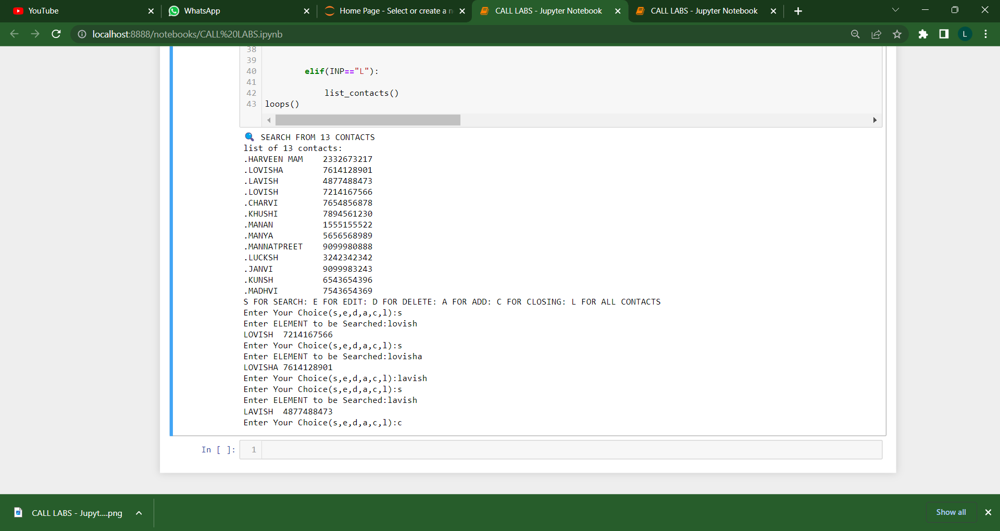 YouTube
WhatsApp
Home Page - Select or create a n
CALL LABS - Jupyter Notebook
CALL LABS - Jupyter Notebook
localhost:8888/notebooks/CALL%20LABS.ipynb
L
38
39
40 elif(INP=="L"):
41
42 list_contacts()
43 loops()
SEARCH FROM 13 CONTACTS
list of 13 contacts:
.HARVEEN MAM 2332673217
.LOVISHA 7614128901
.LAVISH 4877488473
.LOVISH 7214167566
.CHARVI 7654856878
.KHUSHI 7894561230
.MANAN 1555155522
.MANYA 5656568989
.MANNATPREET 9099980888
.LUCKSH 3242342342
.JANVI 9099983243
.KUNSH 6543654396
.MADHVI 7543654369
S FOR SEARCH: E FOR EDIT: D FOR DELETE: A FOR ADD: C FOR CLOSING: L FOR ALL CONTACTS
Enter Your Choice(s,e,d,a,c,l):s
Enter ELEMENT to be Searched:lovish
LOVISH 7214167566
Enter Your Choice(s,e,d,a,c,l):s
Enter ELEMENT to be Searched:lovisha
LOVISHA 7614128901
Enter Your Choice(s,e,d,a,c,l):lavish
Enter Your Choice(s,e,d,a,c,l):s
Enter ELEMENT to be Searched:lavish
LAVISH 4877488473
Enter Your Choice(s,e,d,a,c,l):c
In [ ]: 1
CALL LABS - Jupyt....png
Show all